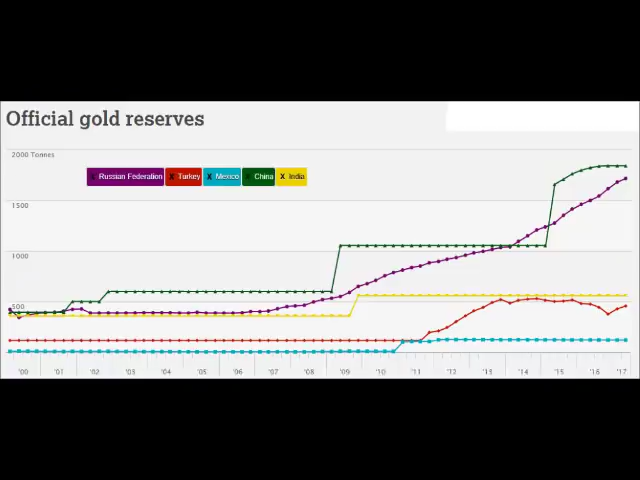 Official gold reserves
2000 Tonnes
X Russian Federation X Turkey X Mexico X China X India
1500
1000
500
'00 '01 '02 '03 '04 '05 '06 '07 '08 '09 '10 '11 '12 '13 '14 '15 '16 '17